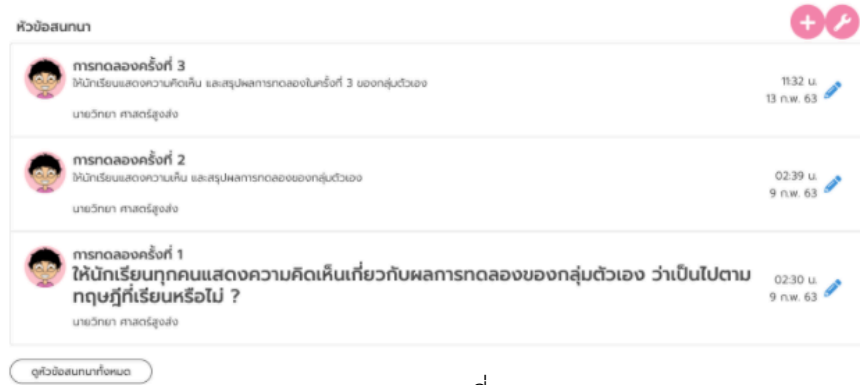 หัวข้อสนทนา
การทดลองครั้งที่ 3
ให้นักเรียนแสดงความคิดเห็น และสรุปผลการทดลองในครั้งที่ 3 ของกลุ่มตัวเอง
นายวิทยา ศาสตร์สูงส่ง
11:32 น.
13 ก.พ. 63
การทดลองครั้งที่ 2
ให้นักเรียนแสดงความเห็น และสรุปผลการทดลองของกลุ่มตัวเอง
นายวิทยา ศาสตร์สูงส่ง
02:39 น.
9 ก.พ. 63
การทดลองครั้งที่ 1
ให้นักเรียนทุกคนแสดงความคิดเห็นเกี่ยวกับผลการทดลองของกลุ่มตัวเอง ว่าเป็นไปตาม
ทฤษฎีที่เรียนหรือไม่ ?
นายวิทยา ศาสตร์สูงส่ง
02:30 น.
9 ก.พ. 63
ดูหัวข้อสนทนาทั้งหมด